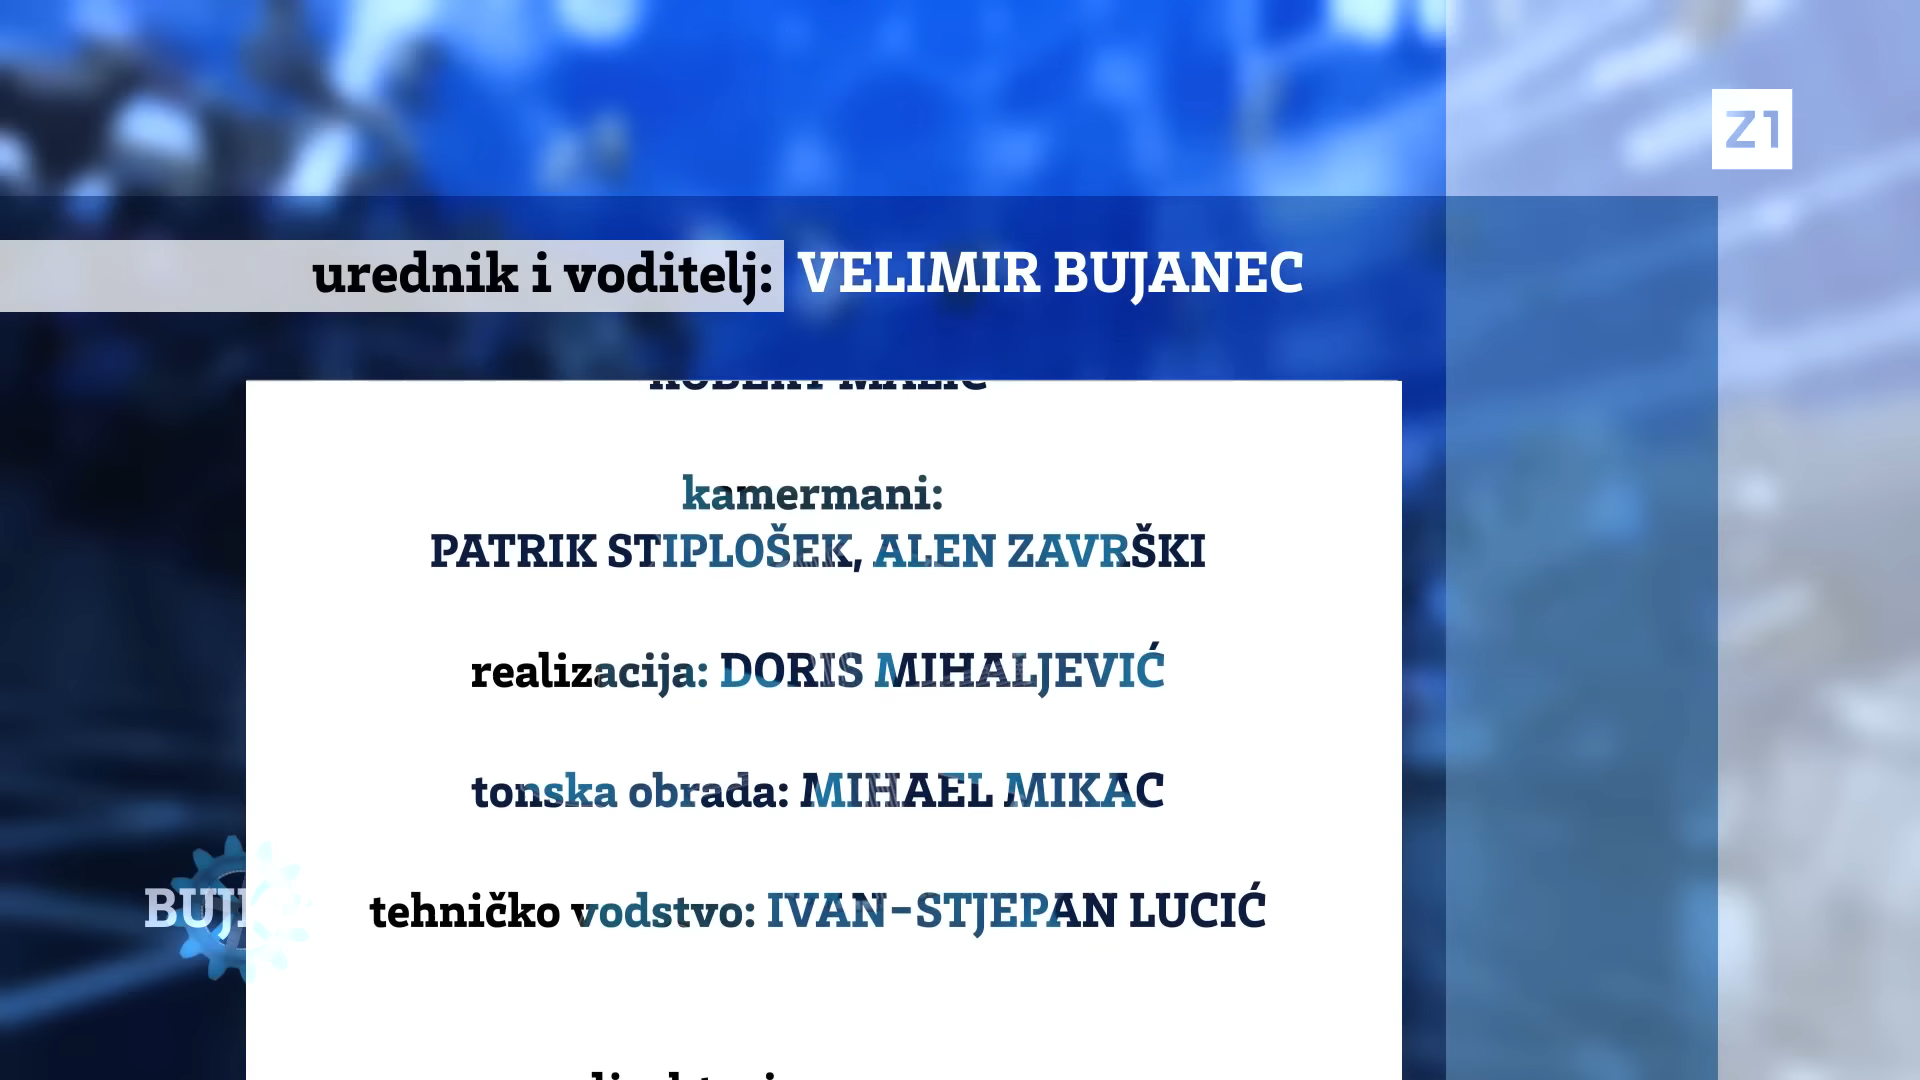 Z1
urednik i voditelj: VELIMIR BUJANEC
kamermani:
PATRIK STIPLOŠEK, ALEN ZAVRŠKI
realizacija: DORIS MIHALJEVIĆ
tonska obrada: MIHAEL MIKAC
tehničko vodstvo: IVAN-STJEPAN LUCIĆ